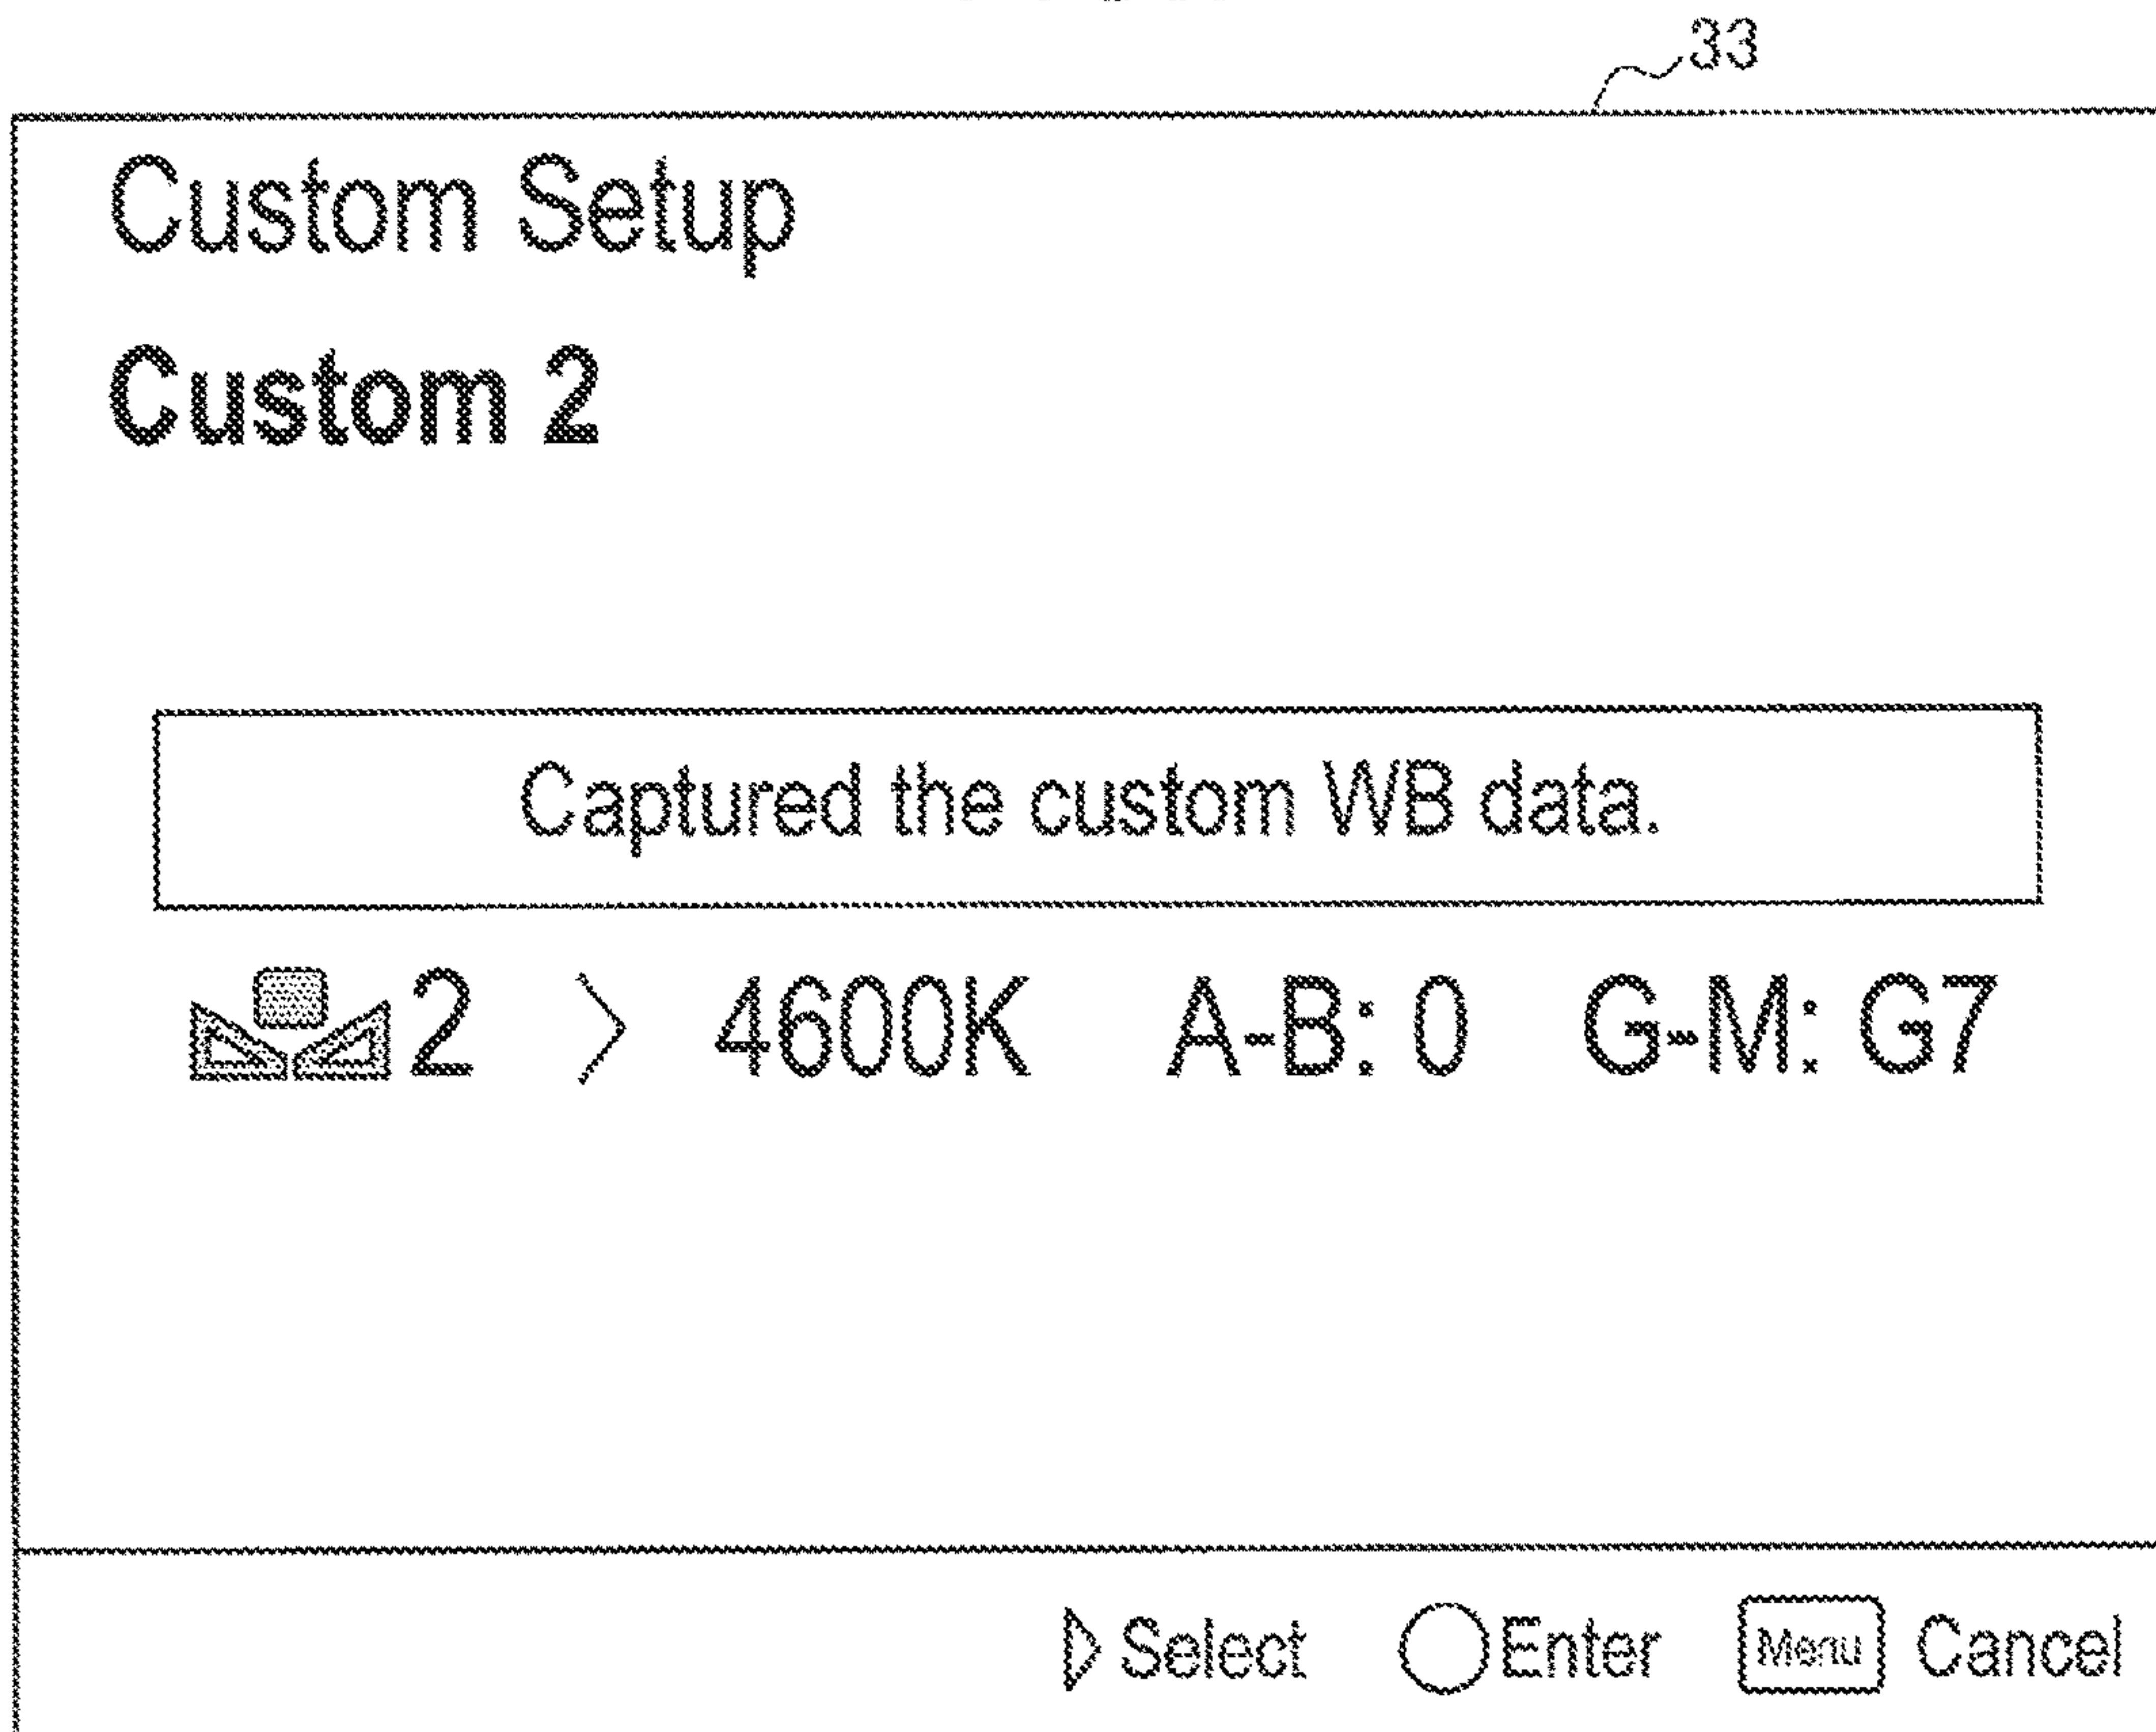 33
Custom Setup
Custom 2
Captured the custom WB data.
2 > 4600K A-B: 0 G-M: G7
Select Enter Menu Cancel